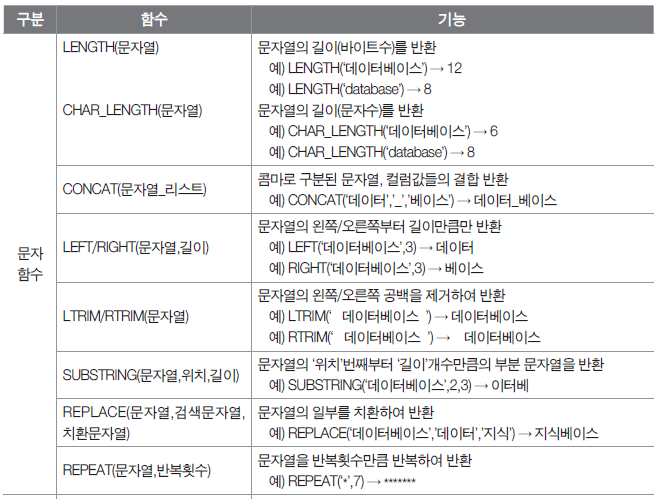 구분 함수 기능
LENGTH(문자열) 문자열의 길이(바이트수)를 반환
예) LENGTH(‘데이터베이스’) → 12
예) LENGTH(‘database’) → 8
CHAR_LENGTH(문자열) 문자열의 길이(문자수)를 반환
예) CHAR_LENGTH(‘데이터베이스’) → 6
예) CHAR_LENGTH(‘database’) → 8
CONCAT(문자열_리스트) 콤마로 구분된 문자열, 컬럼값들의 결합 반환
예) CONCAT(‘데이터’,’_’,’베이스’) → 데이터_베이스
문자
함수
LEFT/RIGHT(문자열,길이) 문자열의 왼쪽/오른쪽부터 길이만큼만 반환
예) LEFT(‘데이터베이스’,3) → 데이터
예) RIGHT(‘데이터베이스’,3) → 베이스
LTRIM/RTRIM(문자열) 문자열의 왼쪽/오른쪽 공백을 제거하여 반환
예) LTRIM(‘   데이터베이스  ’) → 데이터베이스
예) RTRIM(‘   데이터베이스  ’) →    데이터베이스
SUBSTRING(문자열,위치,길이) 문자열의 ‘위치’번째부터 ‘길이’개수만큼의 부분 문자열을 반환
예) SUBSTRING(‘데이터베이스’,2,3) → 이터베
REPLACE(문자열,검색문자열, 문자열의 일부를 치환하여 반환
치환문자열) 예) REPLACE(‘데이터베이스’,’데이터’,’지식’) → 지식베이스
REPEAT(문자열,반복횟수) 문자열을 반복횟수만큼 반복하여 반환
예) REPEAT(‘*’,7) → *******